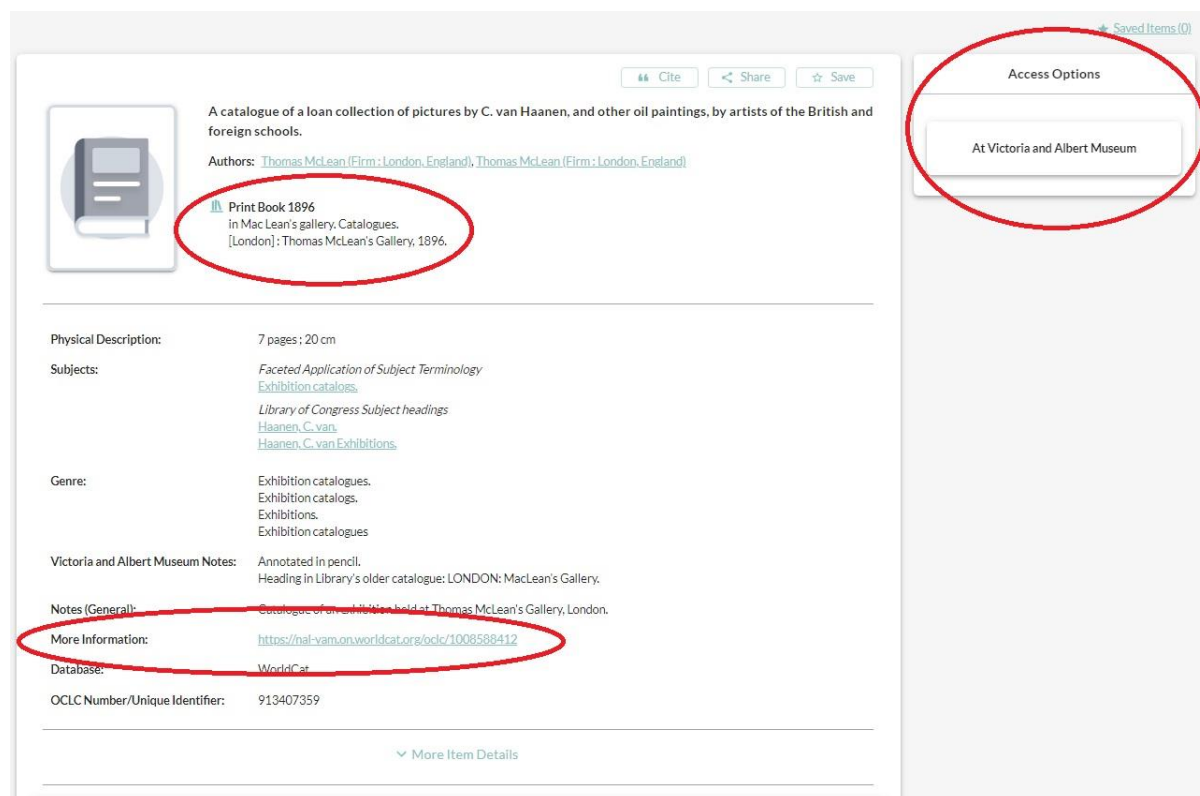 Saved Items (0)
Cite Share Save
Access Options
A catalogue of a loan collection of pictures by C. van Haanen, and other oil paintings, by artists of the British and
foreign schools.
Authors: Thomas McLean (Firm : London, England), Thomas McLean (Firm : London, England)
At Victoria and Albert Museum
Print Book 1896
in Mac Lean's gallery. Catalogues.
[London] : Thomas McLean's Gallery, 1896.
Physical Description: 7 pages ; 20 cm
Subjects: Faceted Application of Subject Terminology
Exhibition catalogs.
Library of Congress Subject headings
Haanen, C. van.
Haanen, C. van Exhibitions.
Genre: Exhibition catalogues.
Exhibition catalogs.
Exhibitions.
Exhibition catalogues
Victoria and Albert Museum Notes: Annotated in pencil.
Heading in Library's older catalogue: LONDON: MacLean's Gallery.
Notes (General): Catalogue of an exhibition held at Thomas McLean's Gallery, London.
More Information: https://nal-vam.on.worldcat.org/oclc/1008588412
Database: WorldCat
OCLC Number/Unique Identifier: 913407359
More Item Details